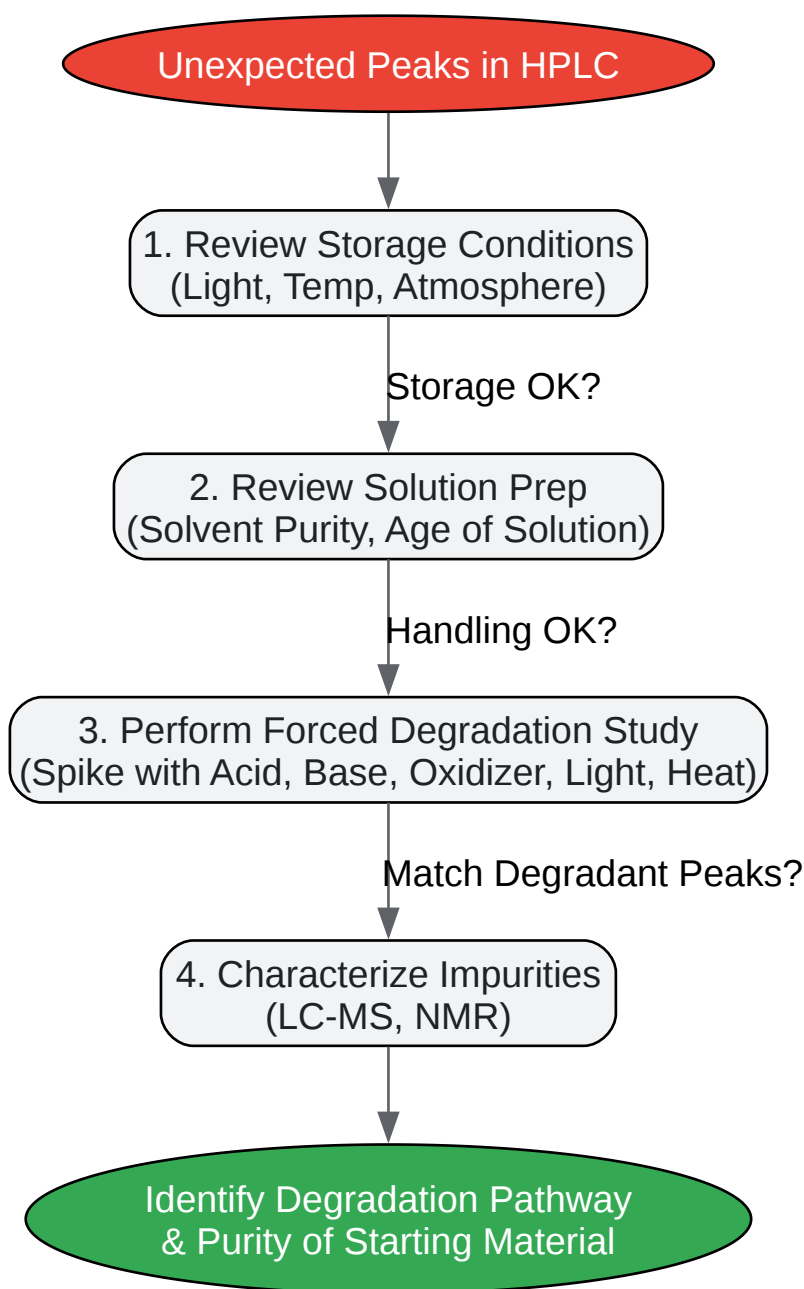 Unexpected Peaks in HPLC
1. Review Storage Conditions
(Light, Temp, Atmosphere)
Storage OK?
2. Review Solution Prep
(Solvent Purity, Age of Solution)
Handling OK?
3. Perform Forced Degradation Study
(Spike with Acid, Base, Oxidizer, Light, Heat)
Match Degradant Peaks?
4. Characterize Impurities
(LC-MS, NMR)
Identify Degradation Pathway
& Purity of Starting Material